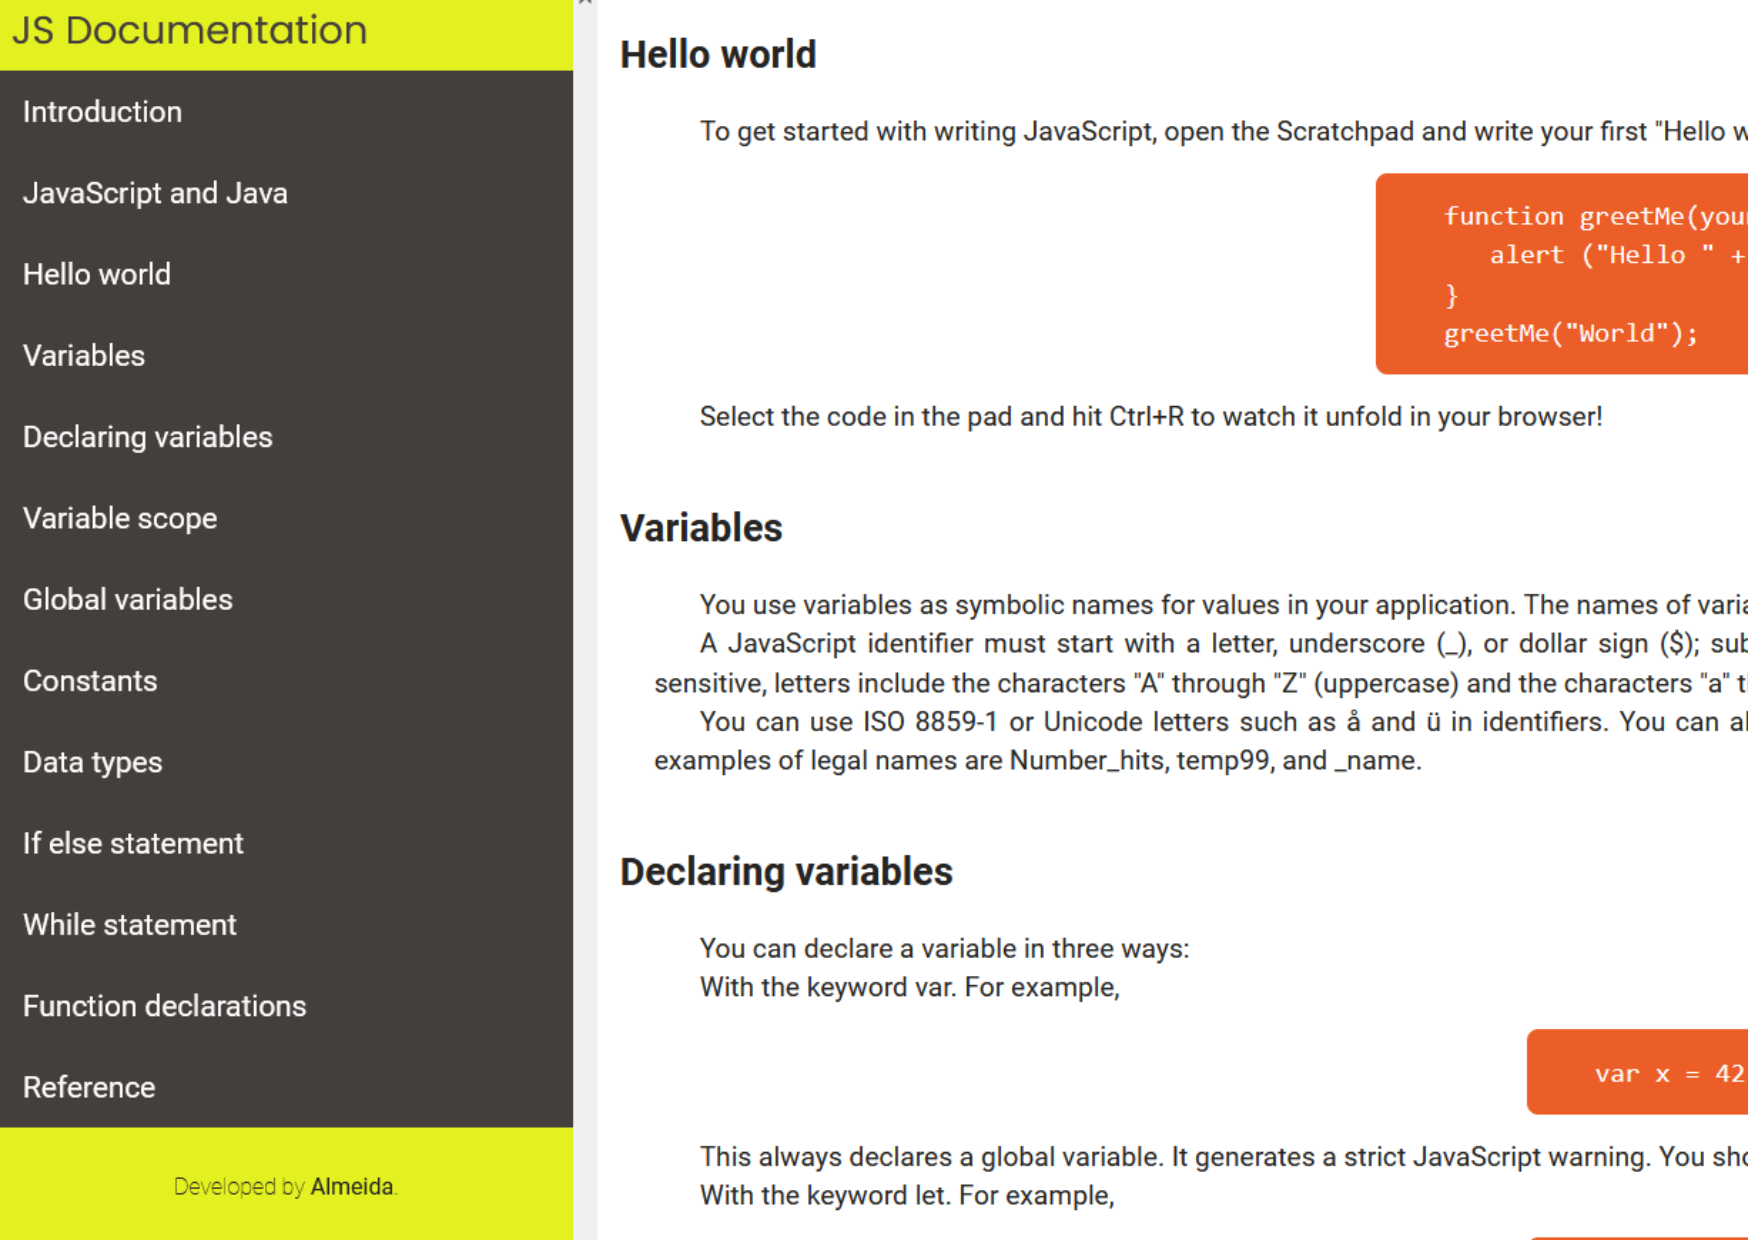 JS Documentation
Introduction
JavaScript and Java
Hello world
Variables
Declaring variables
Variable scope
Global variables
Constants
Data types
If else statement
While statement
Function declarations
Reference
Developed by Almeida.
Hello world
To get started with writing JavaScript, open the Scratchpad and write your first "Hello
function greetMe(
alert ("Hello " +
}
greetMe("World");
Select the code in the pad and hit Ctrl+R to watch it unfold in your browser!
Variables
You use variables as symbolic names for values in your application. The names of
A JavaScript identifier must start with a letter, underscore (_), or dollar sign ($);
sensitive, letters include the characters "A" through "Z" (uppercase) and the characters "a"
You can use ISO 8859-1 or Unicode letters such as å and ü in identifiers. You can
examples of legal names are Number_hits, temp99, and _name.
Declaring variables
You can declare a variable in three ways:
With the keyword var. For example,
var x = 42
This always declares a global variable. It generates a strict JavaScript warning. You
With the keyword let. For example,